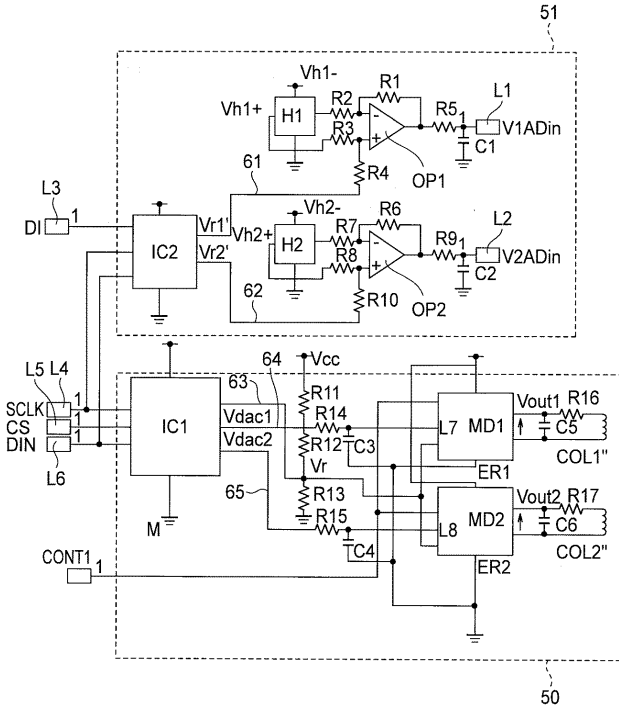 51
Vh1-
Vh1+
H1
R2
R1
R3
-
+
R4
OP1
R5
1
L1
V1ADin
C1
61
L3
DI
1
IC2
Vr1'
Vr2'
Vh2-
Vh2+
H2
R7
R6
R8
-
+
R10
OP2
R9
1
L2
V2ADin
C2
62
L5
L4
SCLK
1
CS
1
DIN
1
L6
IC1
63
64
Vdac1
Vdac2
65
Vcc
R11
R14
R12
C3
Vr
R13
R15
C4
M
L7
MD1
ER1
Vout1
R16
C5
COL1"
L8
MD2
ER2
Vout2
R17
C6
COL2"
CONT1
1
50